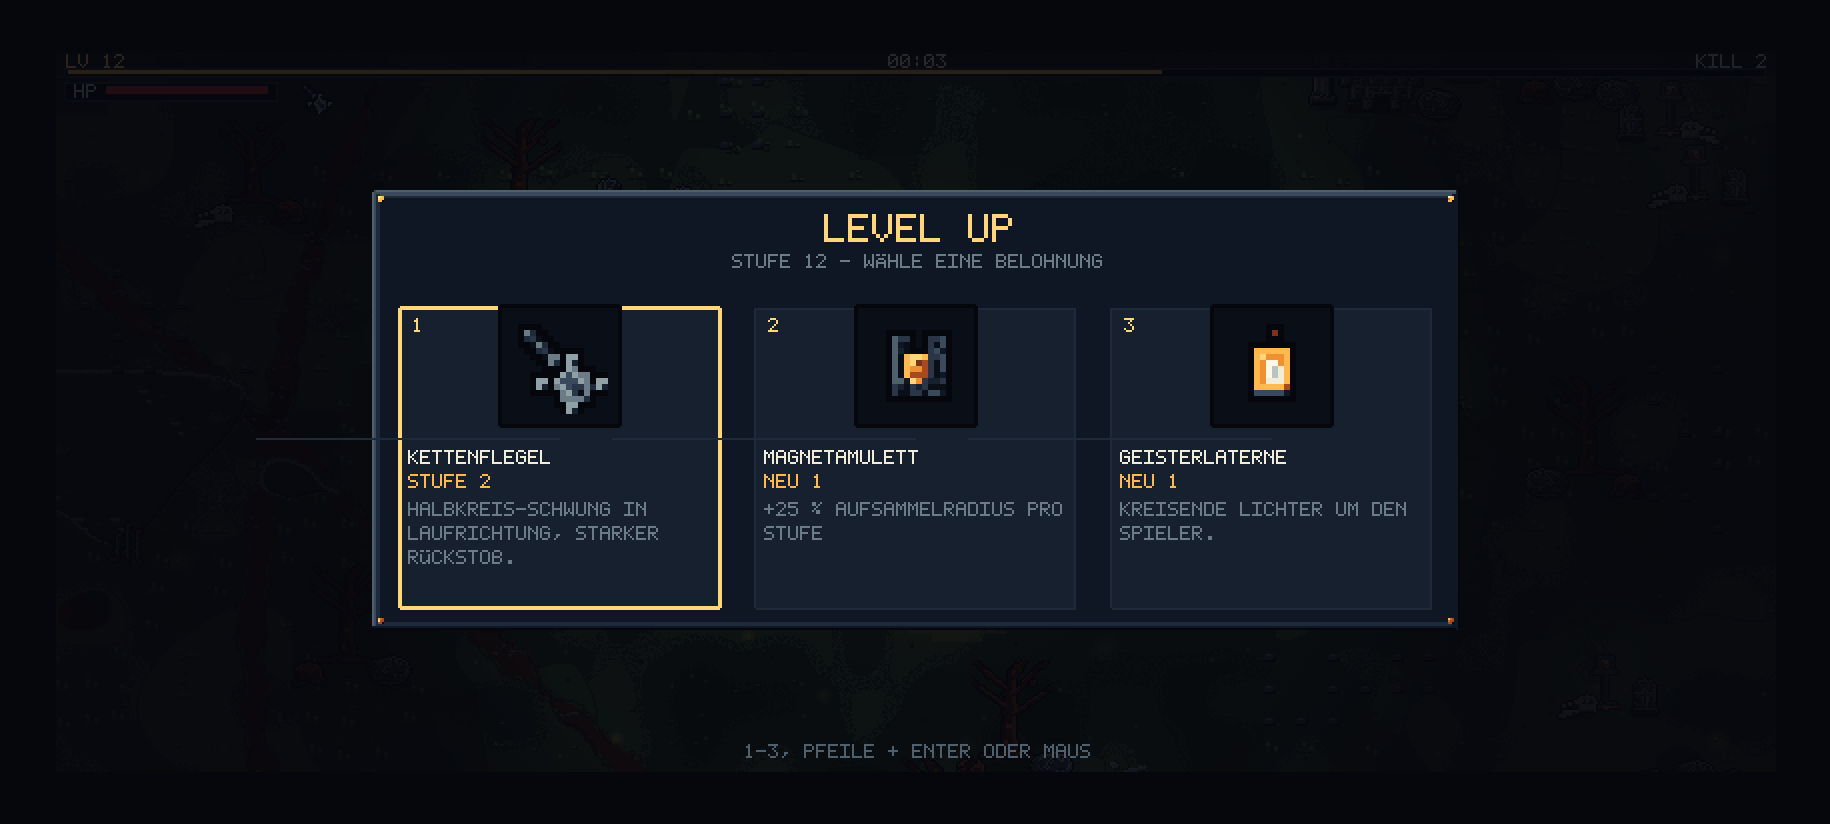 LV 12
00:03
KILL 2
HP
LEVEL UP
STUFE 12 - WÄHLE EINE BELOHNUNG
1
2
3
KETTENFLEGEL
STUFE 2
HALBKREIS-SCHWUNG IN
LAUFRICHTUNG, STARKER
RÜCKSTOB.
MAGNETAMULETT
NEU 1
+25 % AUFSAMMELRADIUS PRO
STUFE
GEISTERLATERNE
NEU 1
KREISENDE LICHTER UM DEN
SPIELER.
1-3, PFEILE + ENTER ODER MAUS